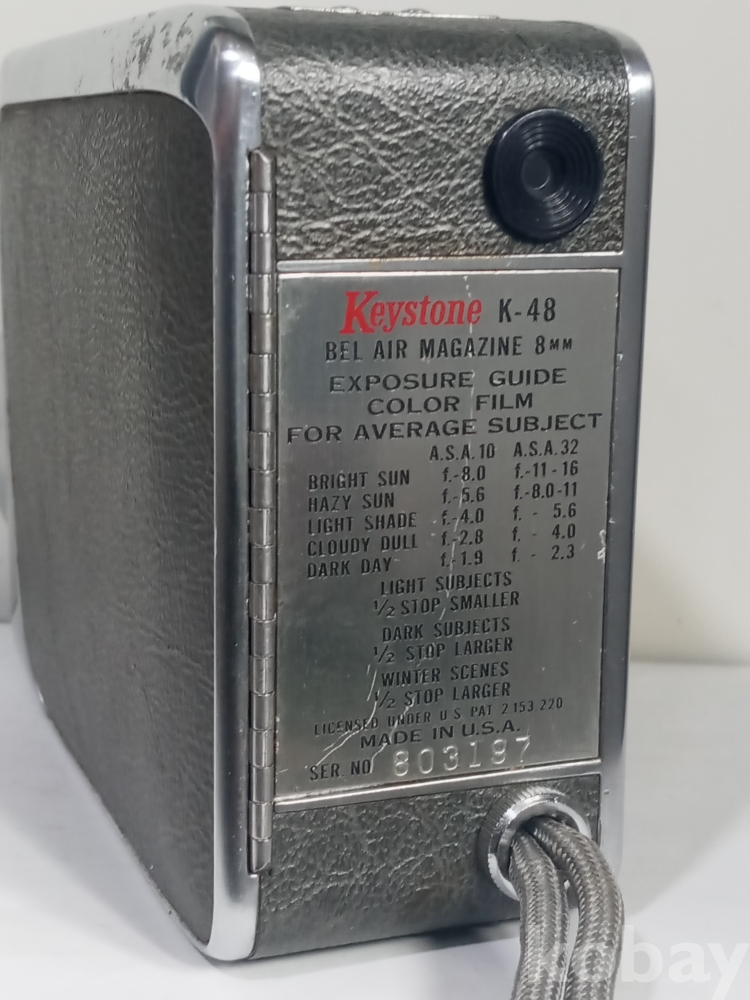 Keystone K-48
BEL AIR MAGAZINE 8MM
EXPOSURE GUIDE
COLOR FILM
FOR AVERAGE SUBJECT
A.S.A. 10 A.S.A. 32
BRIGHT SUN f.-8.0 f.-11-16
HAZY SUN f.-5.6 f.-8.0-11
LIGHT SHADE f.-4.0 f. - 5.6
CLOUDY DULL f.-2.8 f. - 4.0
DARK DAY f.-1.9 f. - 2.3
LIGHT SUBJECTS
1/2 STOP SMALLER
DARK SUBJECTS
1/2 STOP LARGER
WINTER SCENES
1/2 STOP LARGER
LICENSED UNDER U S PAT 2 153 220
MADE IN U.S.A.
SER. NO 803197
kobay